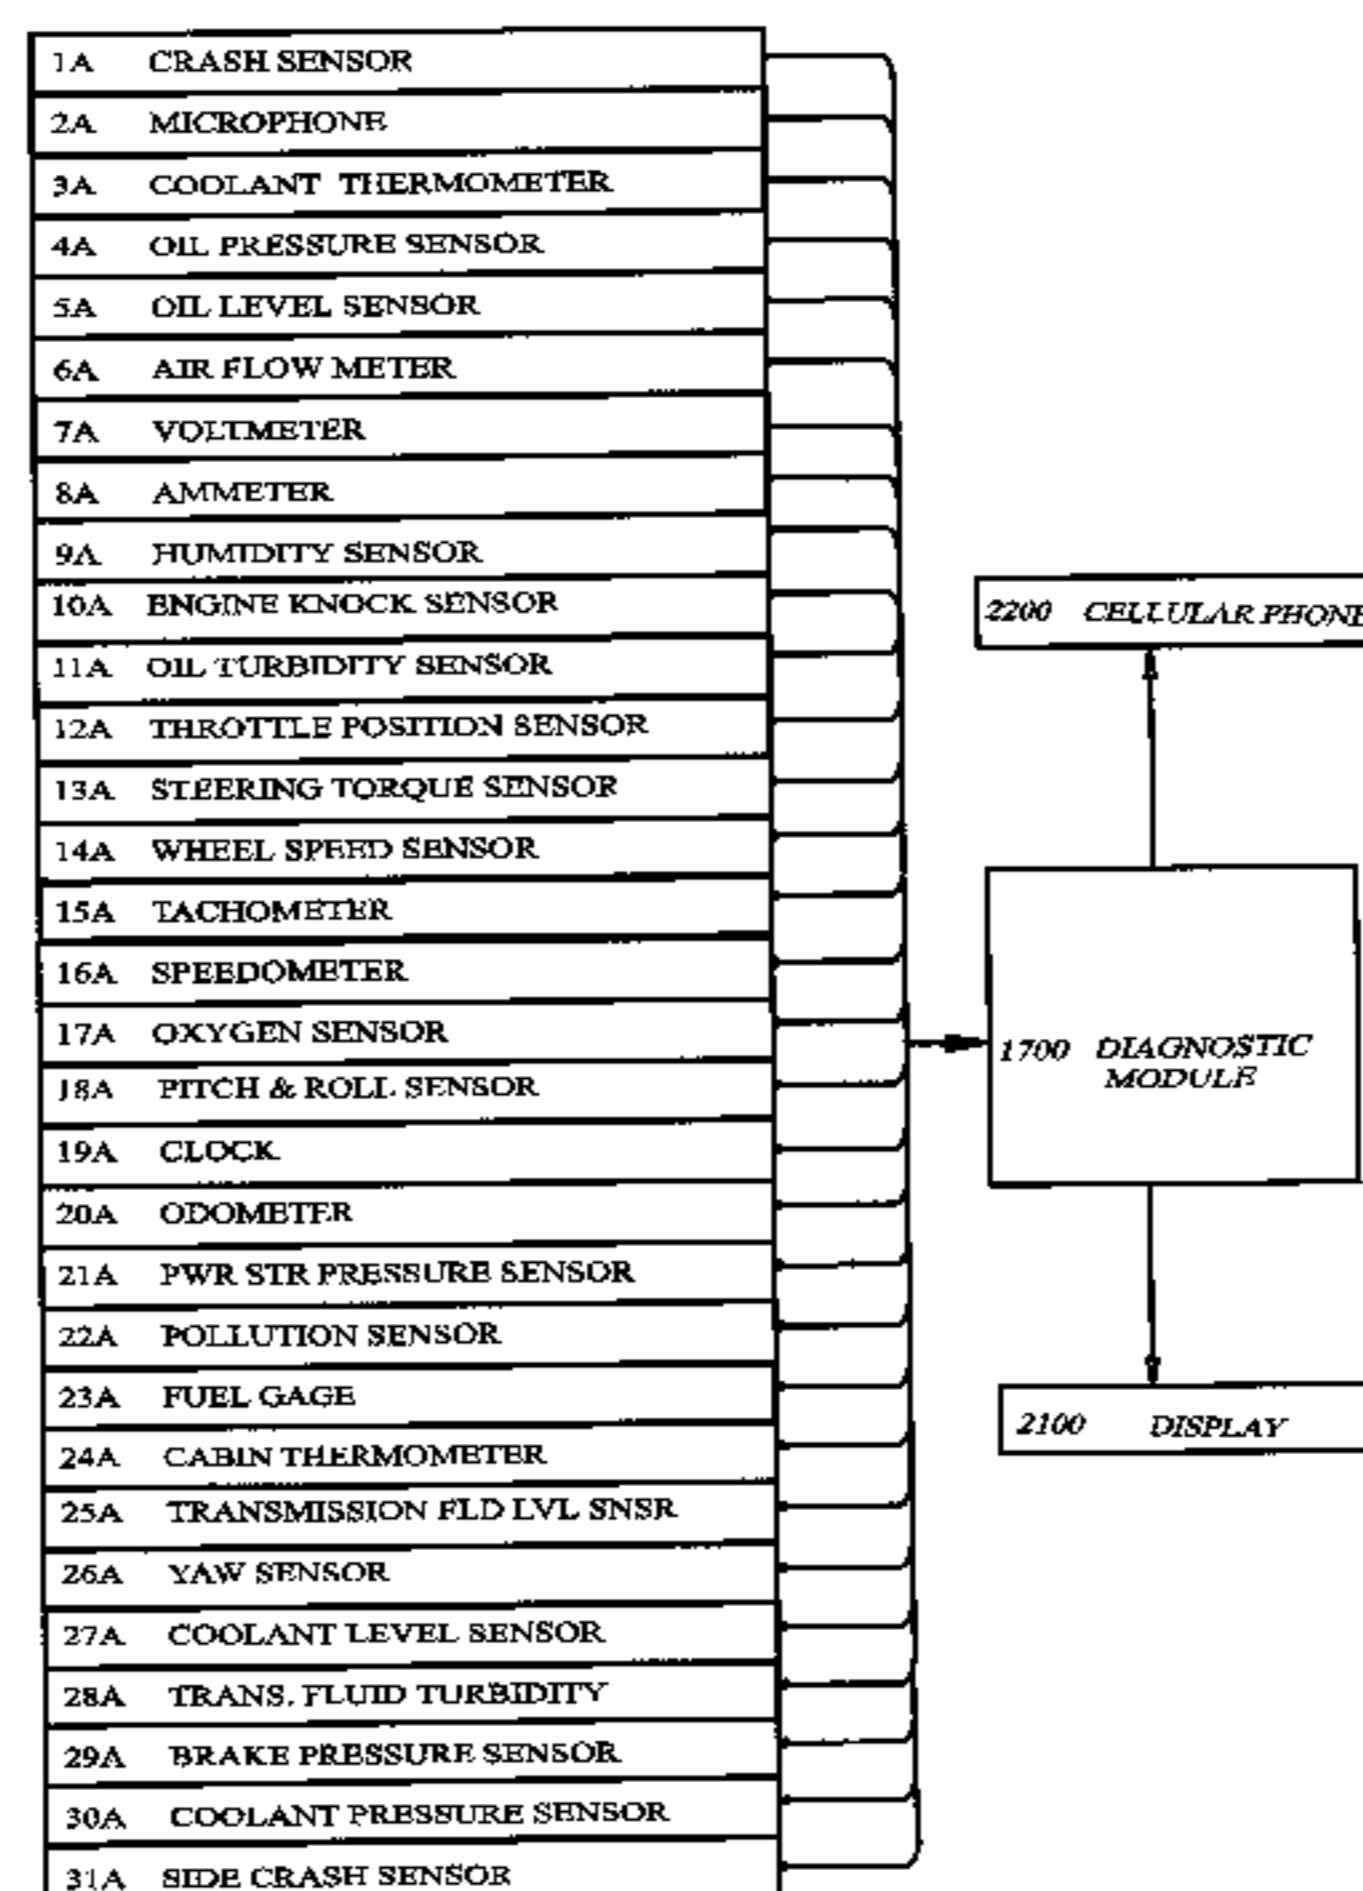 1A CRASH SENSOR
2A MICROPHONE
3A COOLANT THERMOMETER
4A OIL PRESSURE SENSOR
5A OIL LEVEL SENSOR
6A AIR FLOW METER
7A VOLTMETER
8A AMMETER
9A HUMIDITY SENSOR
10A ENGINE KNOCK SENSOR
11A OIL TURBIDITY SENSOR
12A THROTTLE POSITION SENSOR
13A STEERING TORQUE SENSOR
14A WHEEL SPEED SENSOR
15A TACHOMETER
16A SPEEDOMETER
17A OXYGEN SENSOR
18A PITCH & ROLL SENSOR
19A CLOCK
20A ODOMETER
21A PWR STR PRESSURE SENSOR
22A POLLUTION SENSOR
23A FUEL GAGE
24A CABIN THERMOMETER
25A TRANSMISSION FLD LVL SNSR
26A YAW SENSOR
27A COOLANT LEVEL SENSOR
28A TRANS. FLUID TURBIDITY
29A BRAKE PRESSURE SENSOR
30A COOLANT PRESSURE SENSOR
31A SIDE CRASH SENSOR
2200 CELLULAR PHONE
1700 DIAGNOSTIC
MODULE
2100 DISPLAY